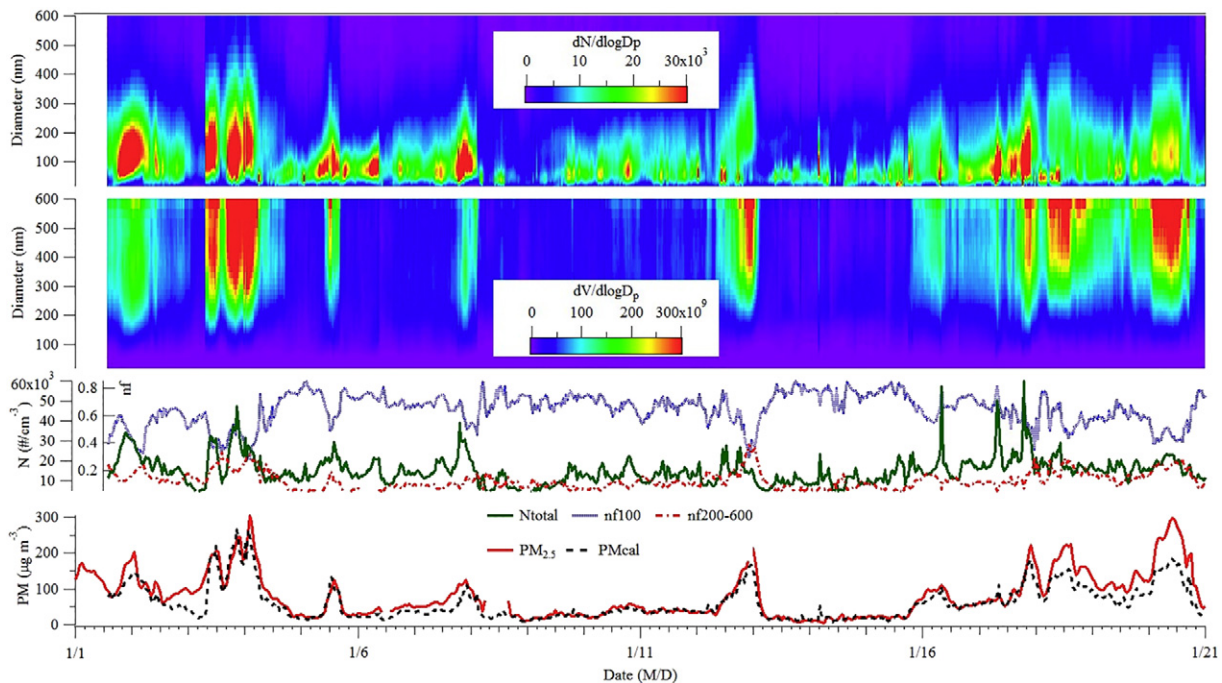 600
500
400
300
200
100
Diameter (nm)
dN/dlogDp
0 10 20 30x10³
600
500
400
300
200
100
Diameter (nm)
dV/dlogDp
0 100 200 300x10⁹
60x10³
50
40
30
20
10
N (#/cm⁻³)
0.8
0.6
0.4
0.2
nf
Ntotal nf100 nf200-600
PM2.5 PMcal
300
200
100
0
PM (µg m⁻³)
1/1 1/6 1/11 1/16 1/21
Date (M/D)